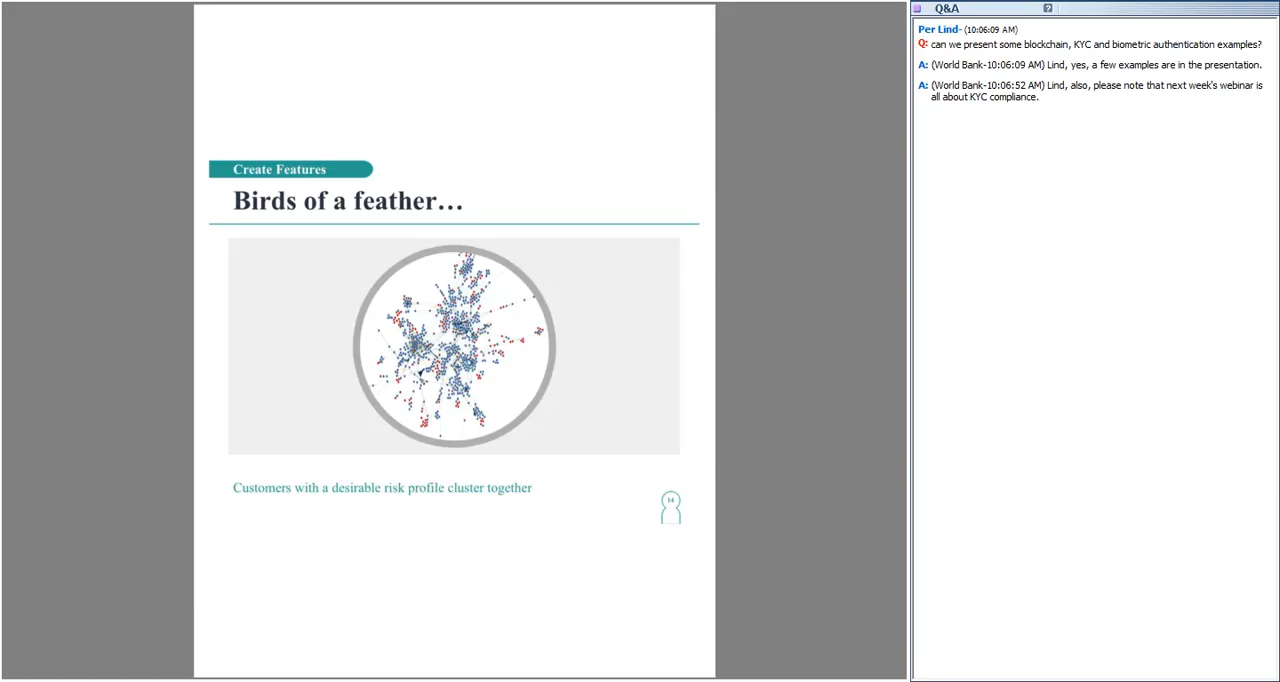 Create Features
Birds of a feather…
Customers with a desirable risk profile cluster together
14
Q&A
?
Per Lind- (10:06:09 AM)
Q: can we present some blockchain, KYC and biometric authentication examples?
A: (World Bank-10:06:09 AM) Lind, yes, a few examples are in the presentation.
A: (World Bank-10:06:52 AM) Lind, also, please note that next week's webinar is
all about KYC compliance.